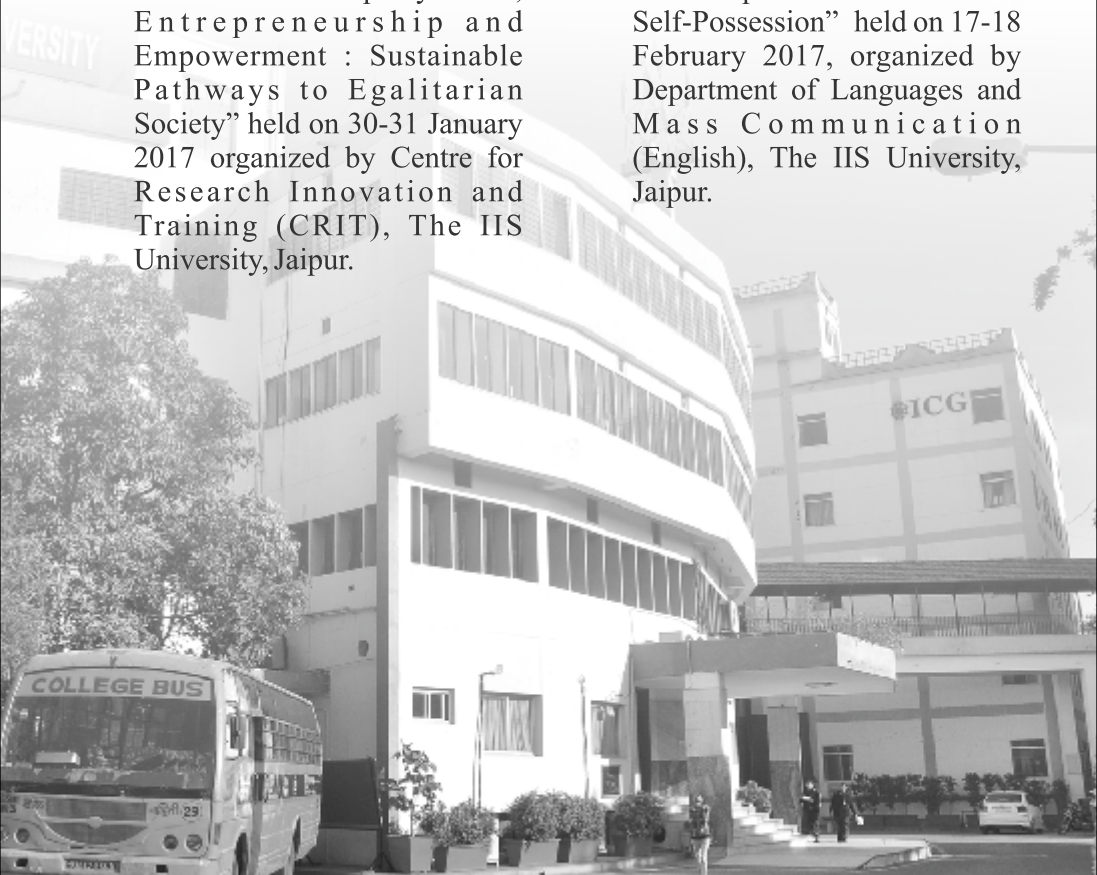 Entrepreneurship and
Empowerment : Sustainable
Pathways to Egalitarian
Society” held on 30-31 January
2017 organized by Centre for
Research Innovation and
Training (CRIT), The IIS
University, Jaipur.
Self-Possession” held on 17-18
February 2017, organized by
Department of Languages and
Mass Communication
(English), The IIS University,
Jaipur.
VERSITY
ICG
COLLEGE BUS
29